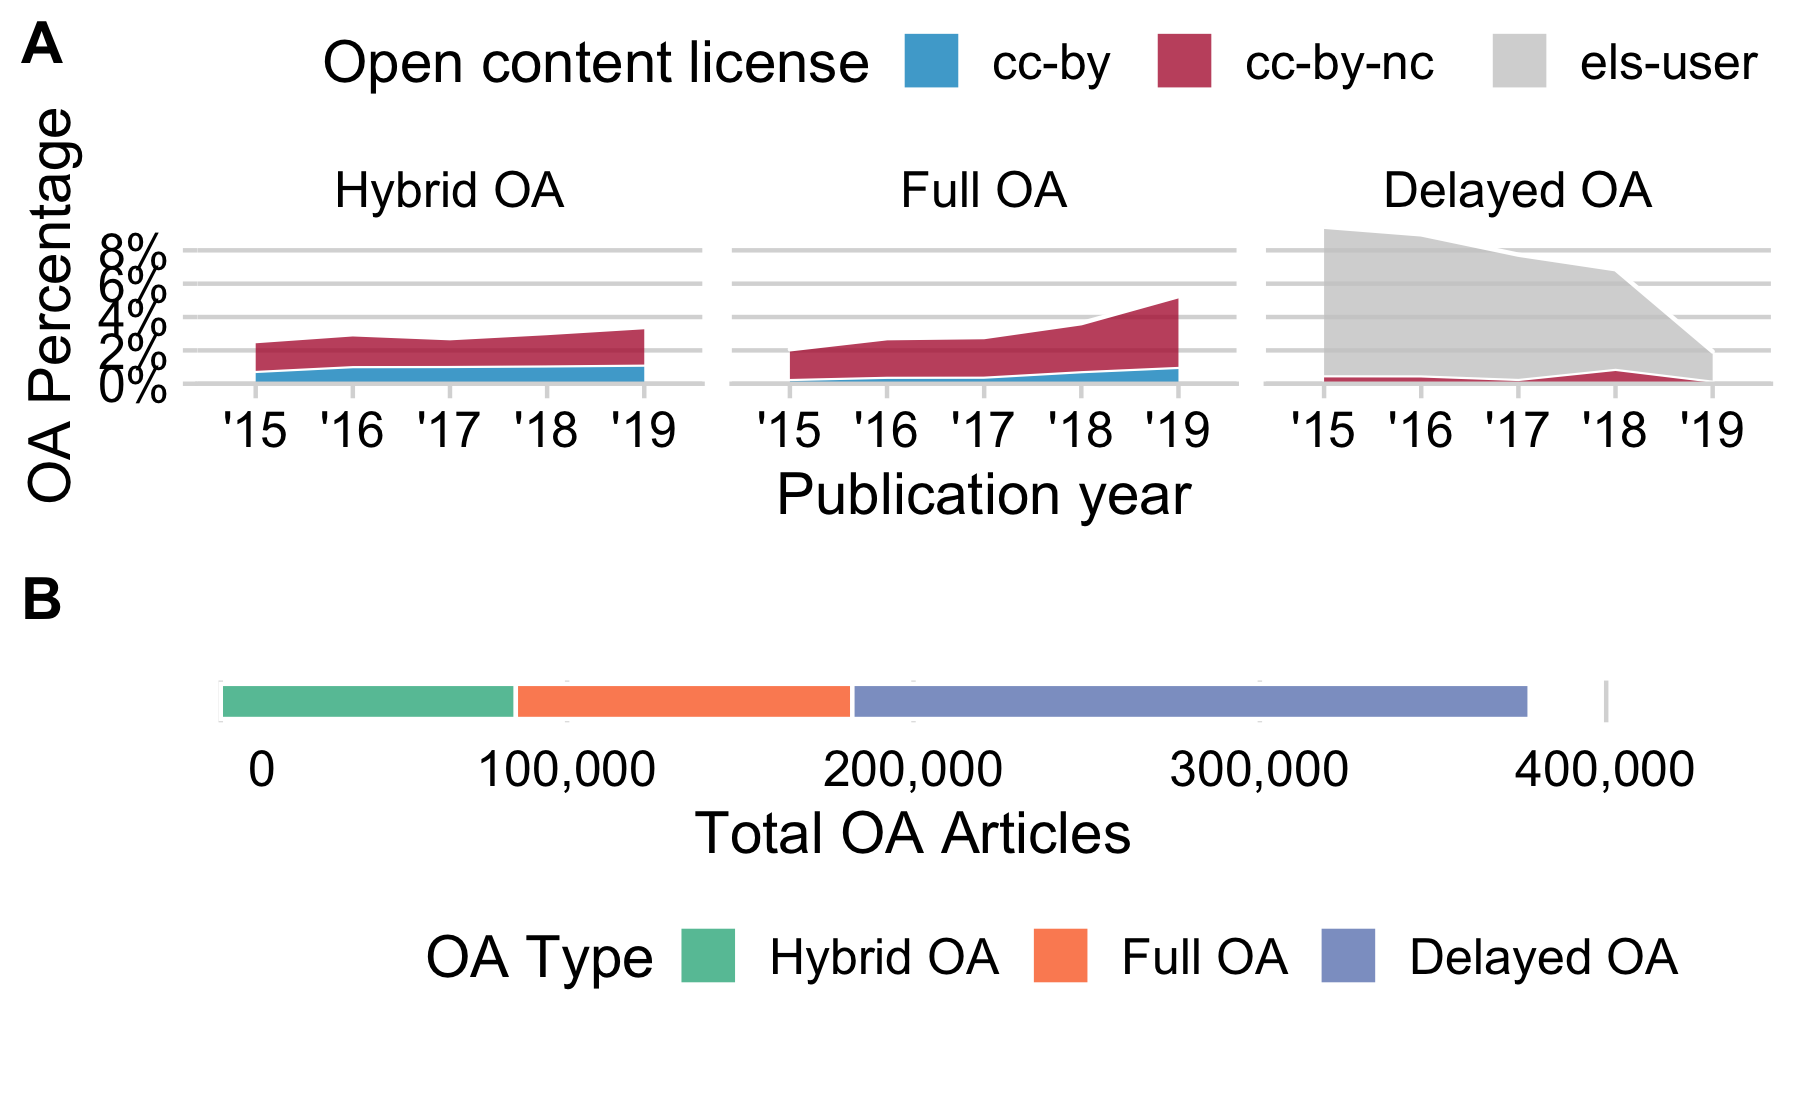 A
Open content license cc-by cc-by-nc els-user
OA Percentage
Hybrid OA Full OA Delayed OA
8%
6%
4%
2%
0%
'15 '16 '17 '18 '19 '15 '16 '17 '18 '19 '15 '16 '17 '18 '19
Publication year
B
0 100,000 200,000 300,000 400,000
Total OA Articles
OA Type Hybrid OA Full OA Delayed OA